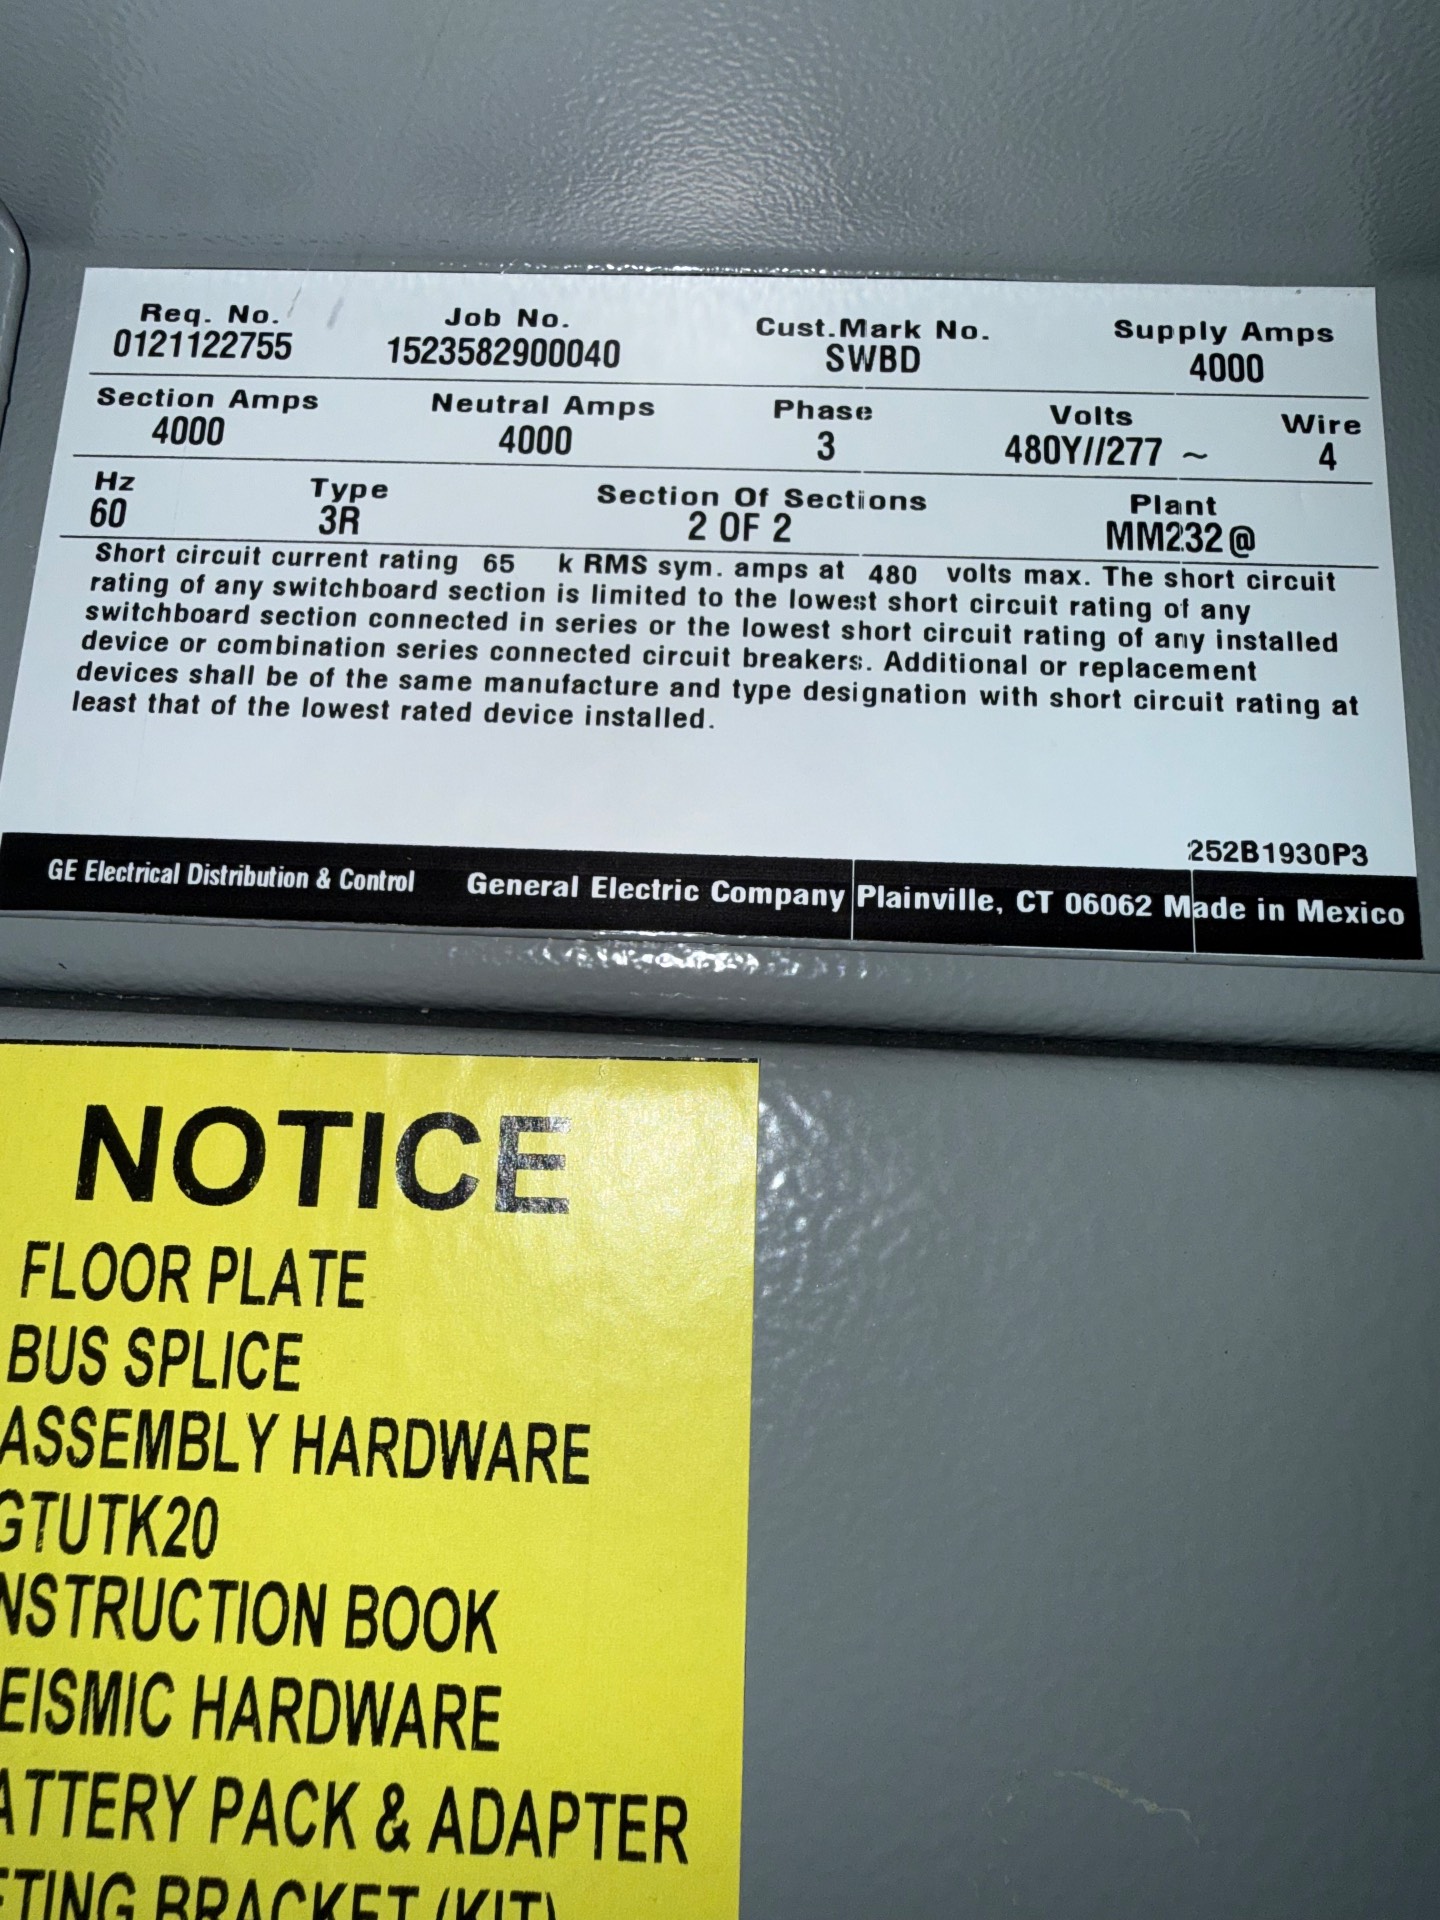 Req. No. Job No. Cust.Mark No. Supply Amps
0121122755 1523582900040 SWBD 4000
Section Amps Neutral Amps Phase Volts Wire
4000 4000 3 480Y//277 ~ 4
Hz Type Section Of Sections Plant
60 3R 2 OF 2 MM232@
Short circuit current rating 65 k RMS sym. amps at 480 volts max. The short circuit
rating of any switchboard section is limited to the lowest short circuit rating of any
switchboard section connected in series or the lowest short circuit rating of any installed
device or combination series connected circuit breakers. Additional or replacement
devices shall be of the same manufacture and type designation with short circuit rating at
least that of the lowest rated device installed.
252B1930P3
GE Electrical Distribution & Control General Electric Company Plainville, CT 06062 Made in Mexico
NOTICE
FLOOR PLATE
BUS SPLICE
ASSEMBLY HARDWARE
GTUTK20
NSTRUCTION BOOK
EISMIC HARDWARE
ATTERY PACK & ADAPTER
TING BRACKET (KIT)